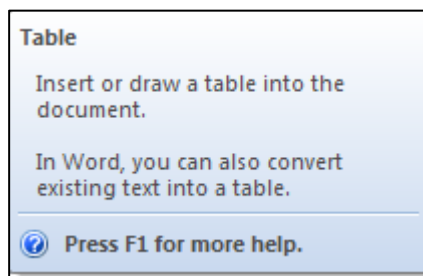 Table
Insert or draw a table into the
document.
In Word, you can also convert
existing text into a table.
Press F1 for more help.